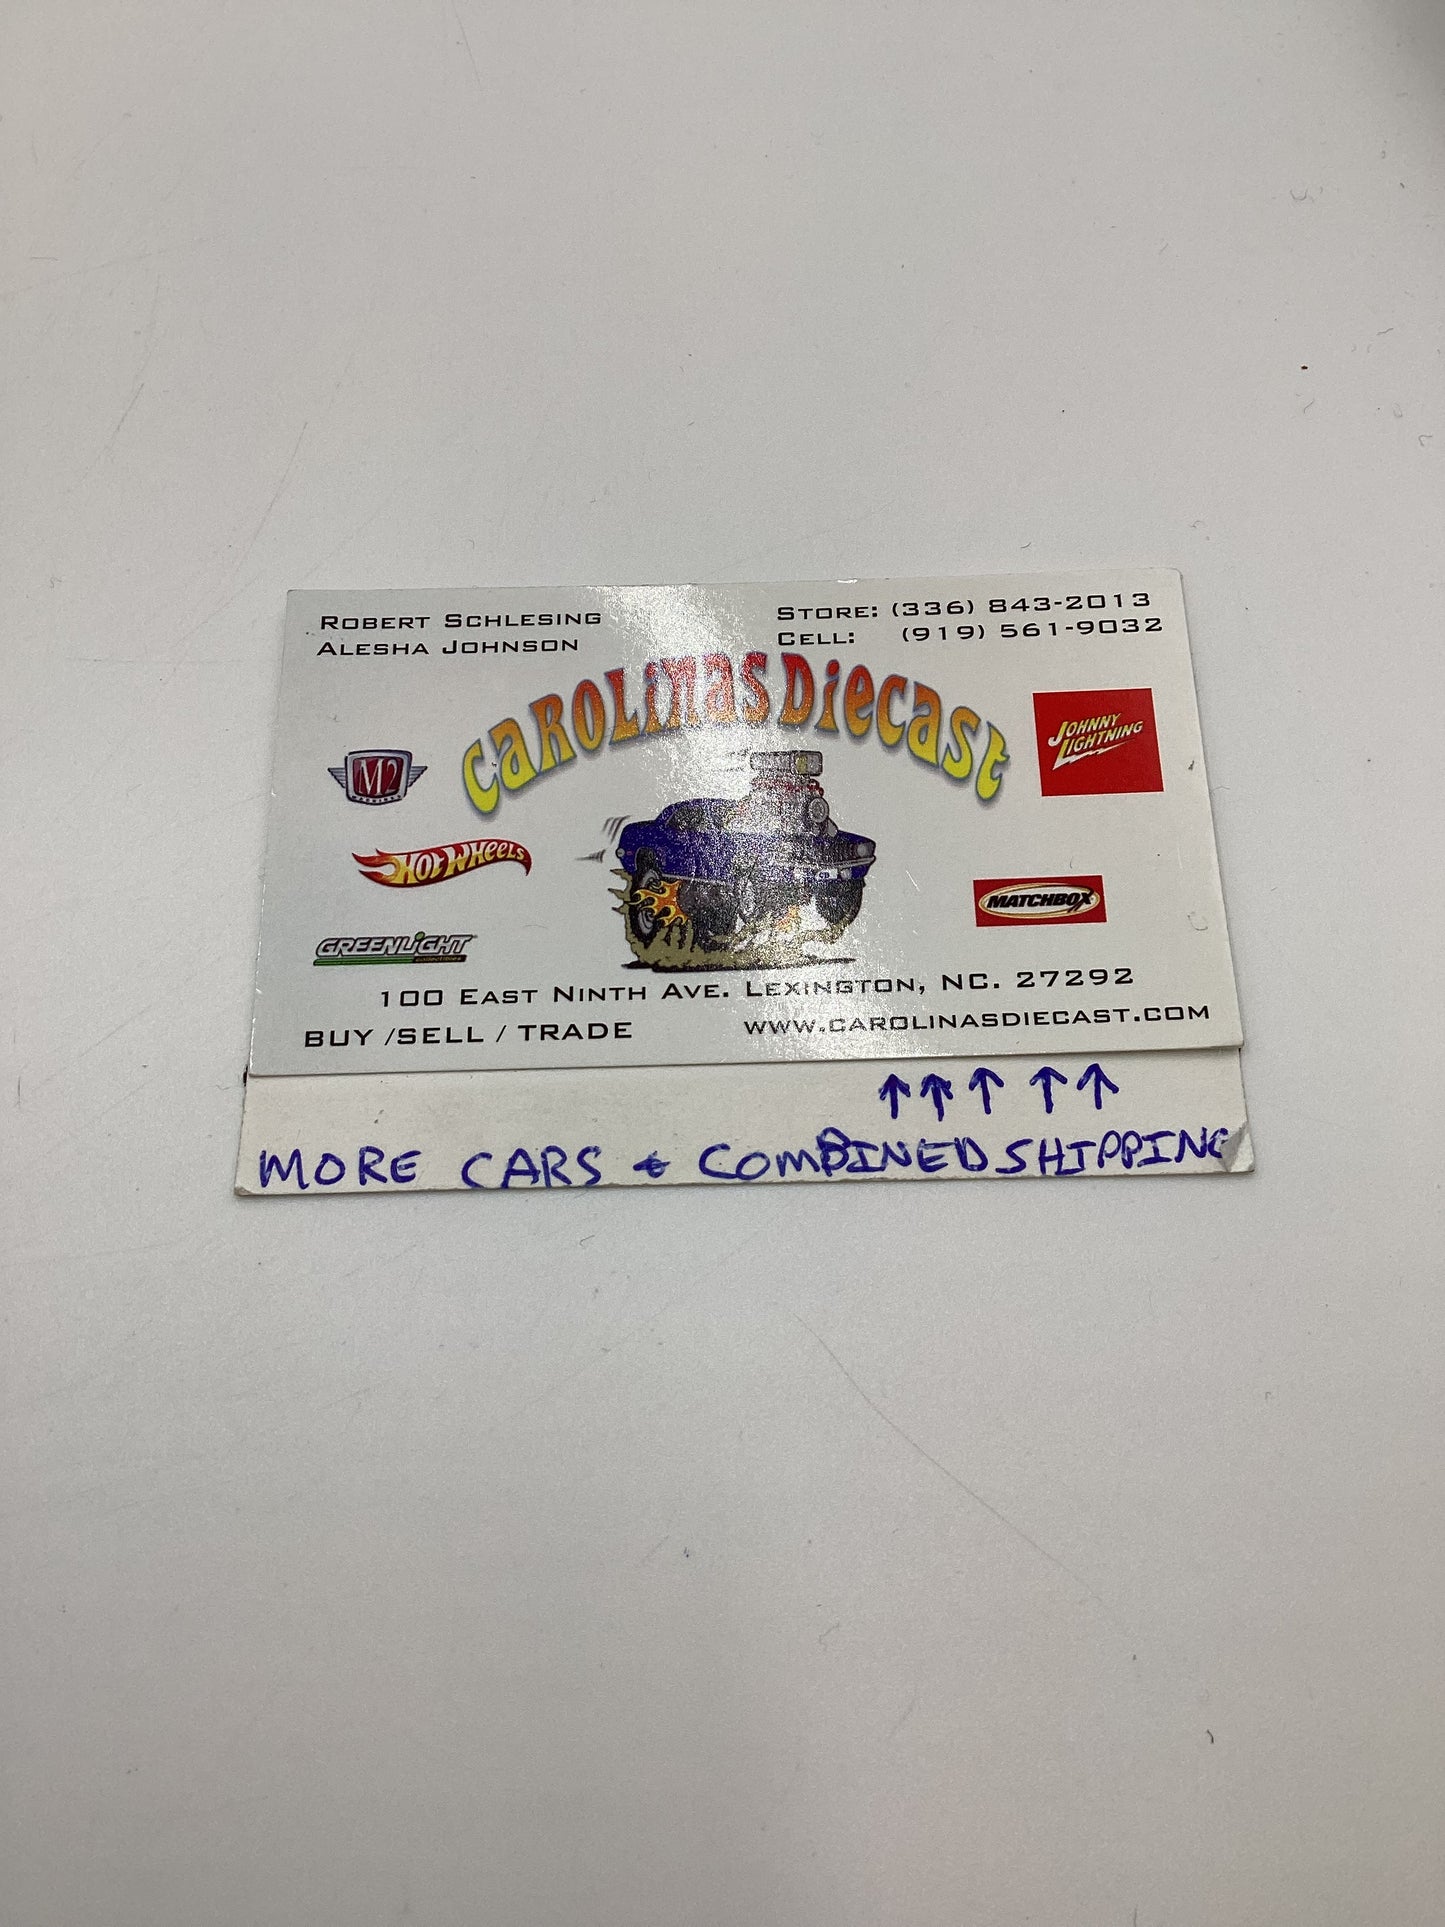 ROBERT SCHLESING
ALESHA JOHNSON
STORE: (336) 843-2013
CELL: (919) 561-9032
CAROLINAS DIECAST
M2
MACHINES
JOHNNY
LIGHTNING
HOT WHEELS
MATCHBOX
GREENLIGHT
collectibles
100 EAST NINTH AVE. LEXINGTON, NC. 27292
BUY /SELL / TRADE
WWW.CAROLINASDIECAST.COM
MORE CARS & COMBINED SHIPPING